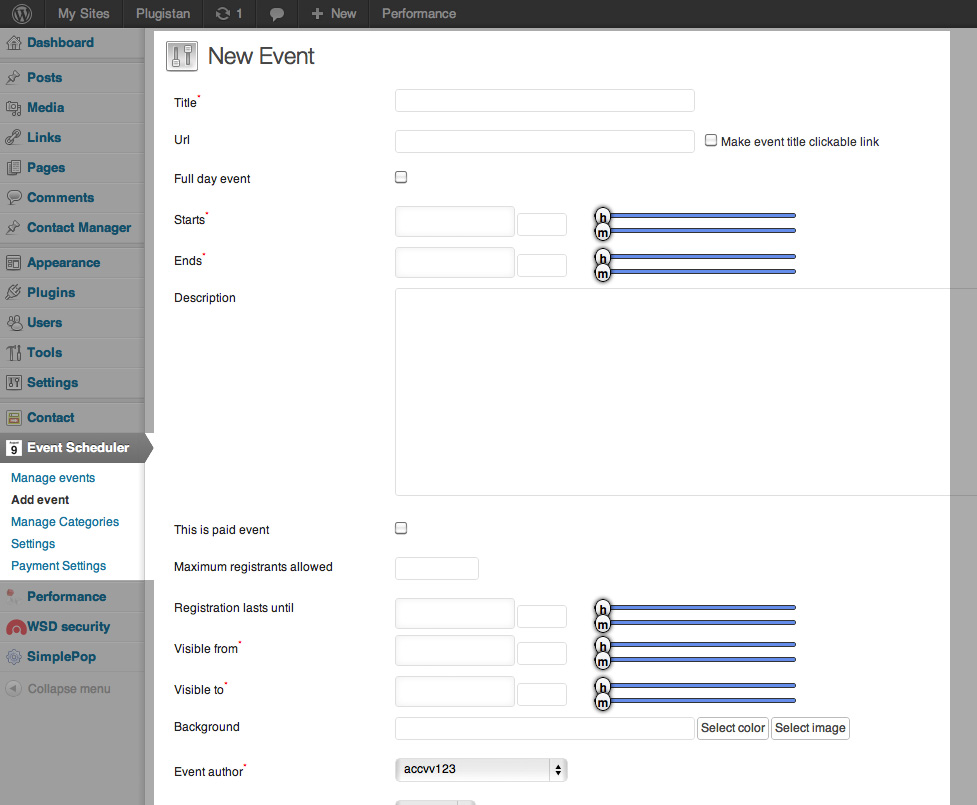 My Sites Plugistan 1 + New Performance
Dashboard
Posts
Media
Links
Pages
Comments
Contact Manager
Appearance
Plugins
Users
Tools
Settings
Contact
9 Event Scheduler
Manage events
Add event
Manage Categories
Settings
Payment Settings
Performance
WSD security
SimplePop
Collapse menu
New Event
Title*
Url Make event title clickable link
Full day event
Starts* h
m
Ends* h
m
Description
This is paid event
Maximum registrants allowed
Registration lasts until h
m
Visible from* h
m
Visible to* h
m
Background Select color Select image
Event author* accvv123